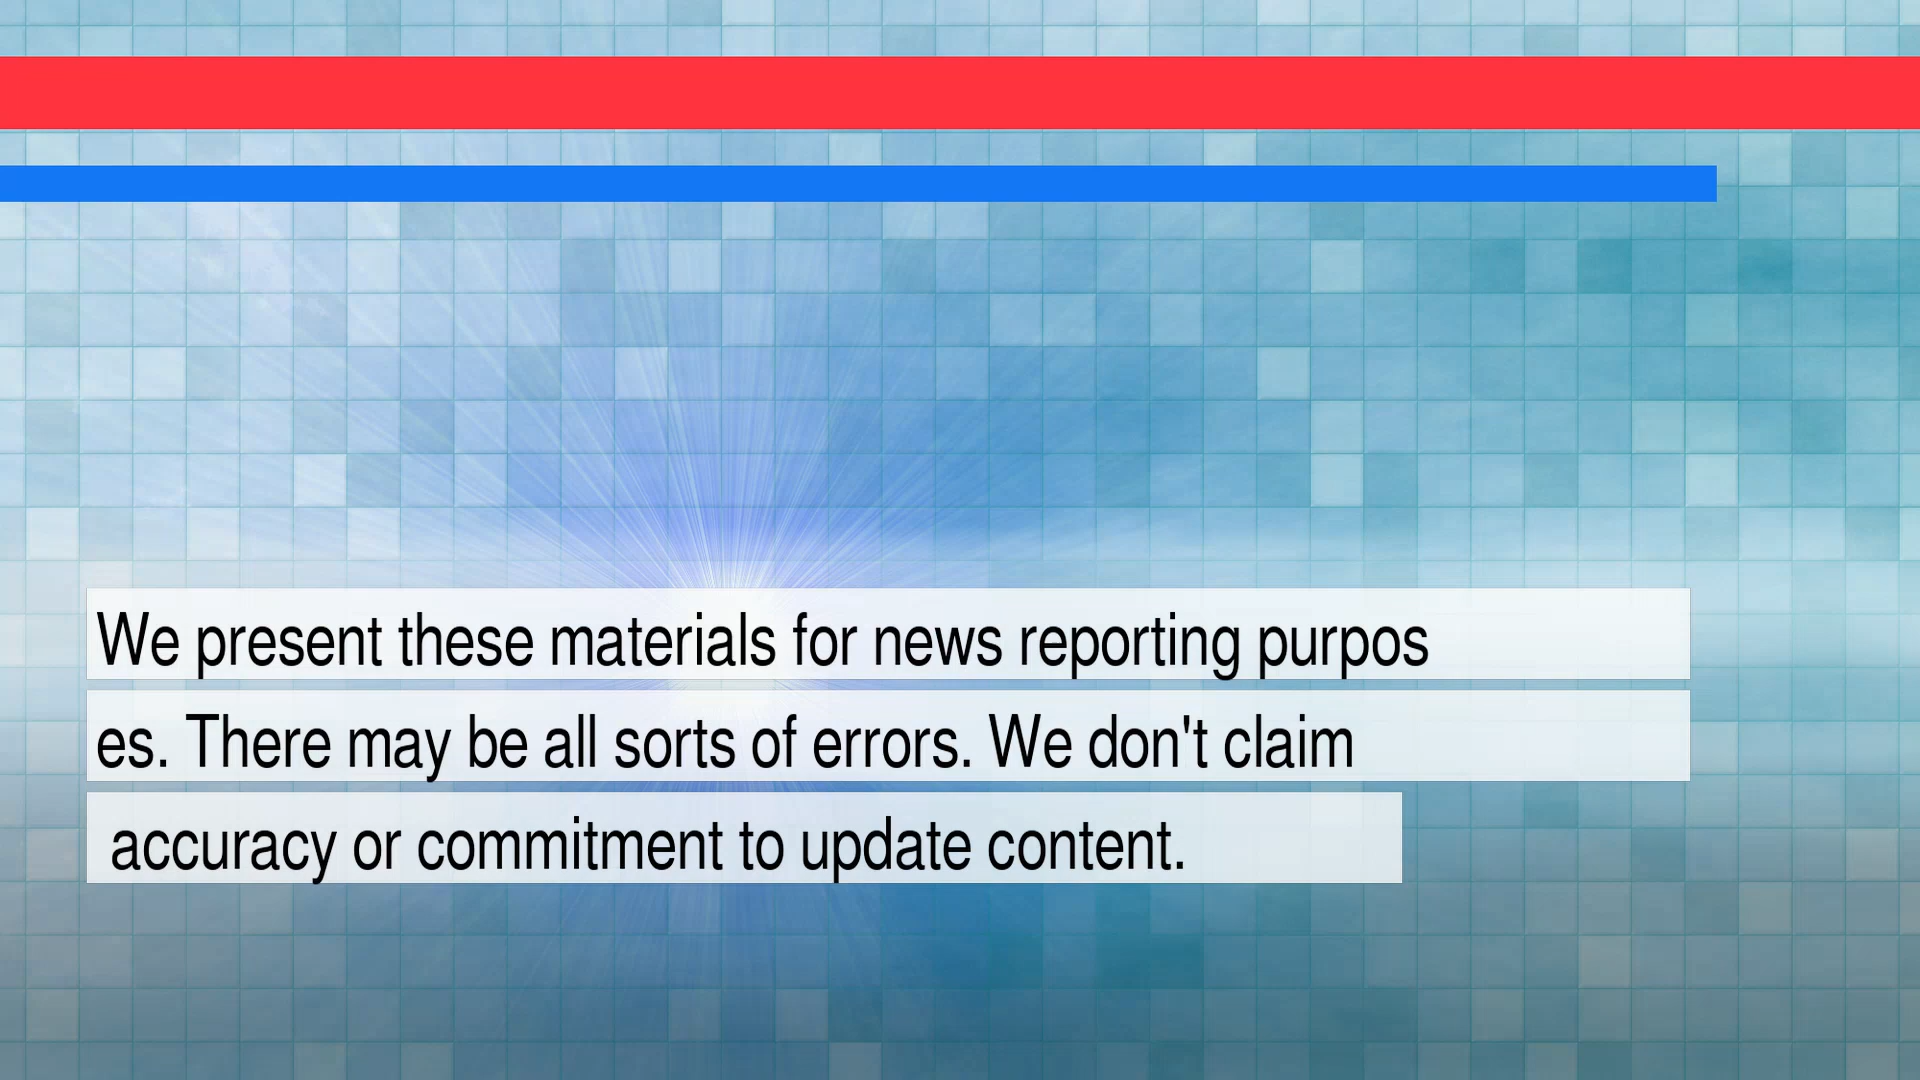 We present these materials for news reporting purpos
es. There may be all sorts of errors. We don't claim
accuracy or commitment to update content.